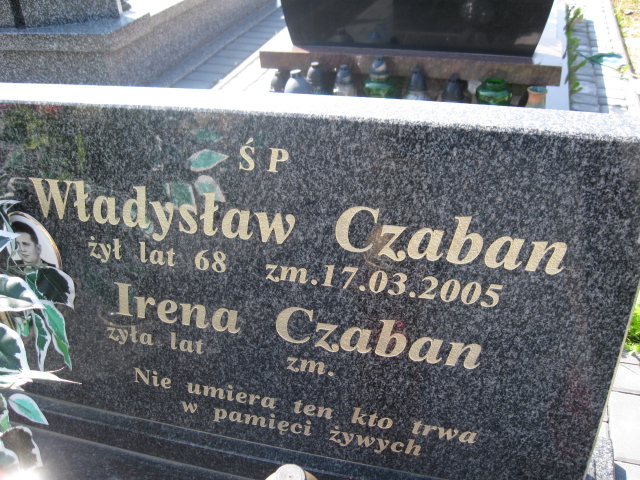 Ś P
Władysław Czaban
żył lat 68 zm.17.03.2005
Irena Czaban
żyła lat zm.
Nie umiera ten kto trwa
w pamięci żywych